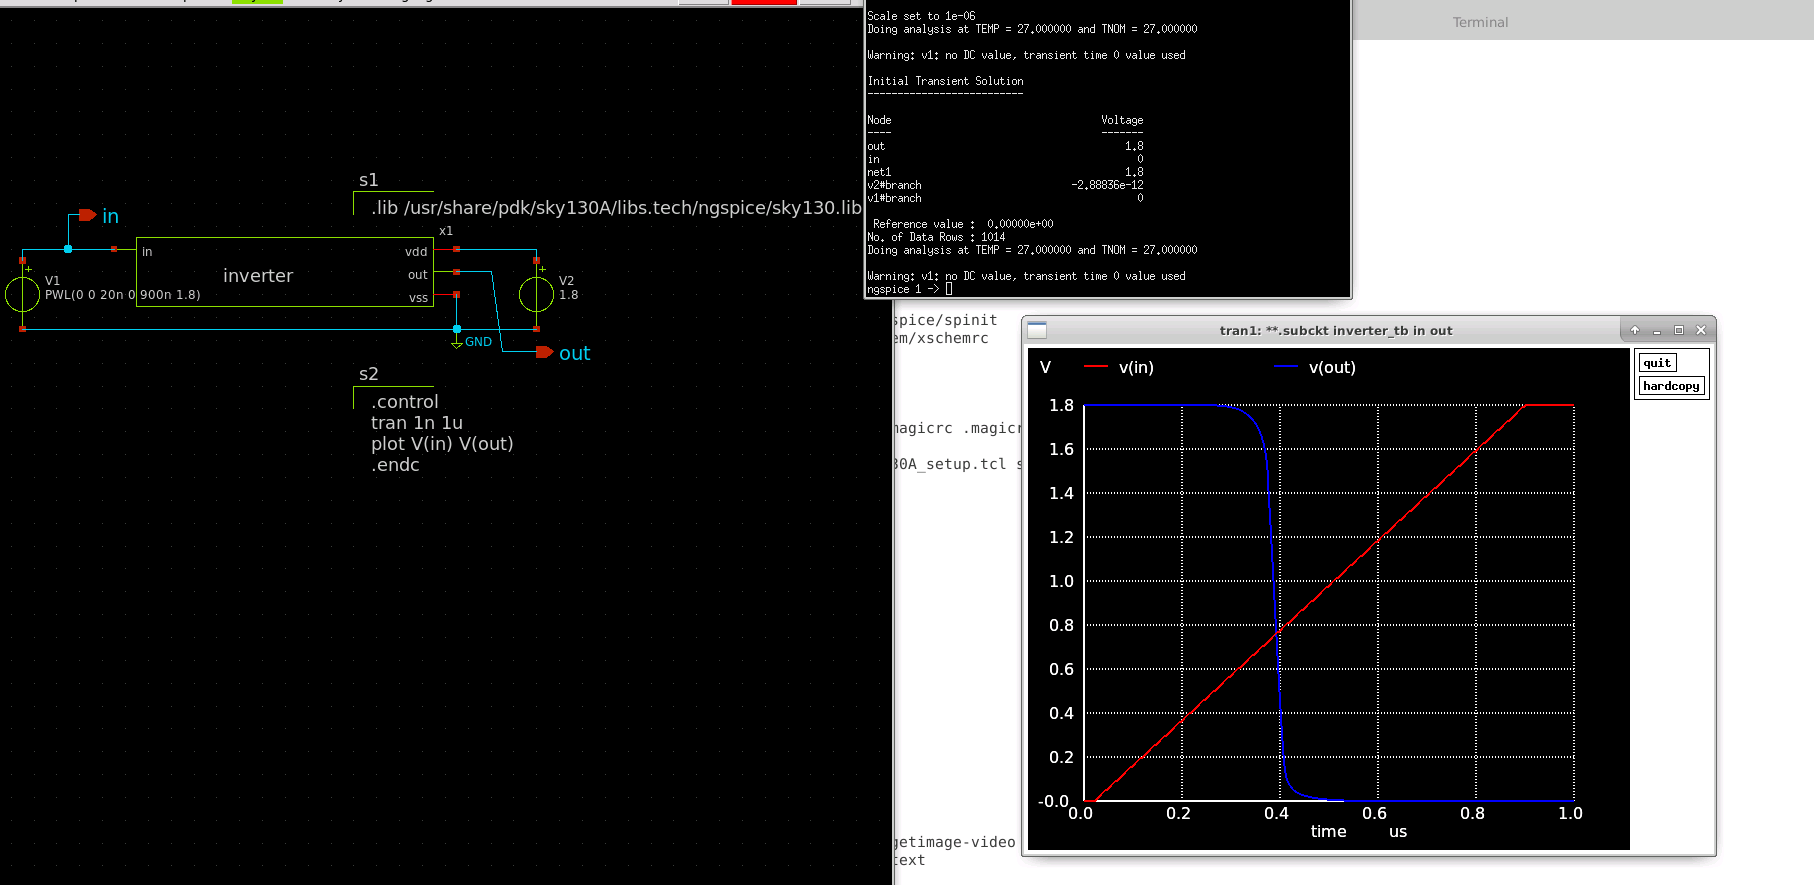 s1
.lib /usr/share/pdk/sky130A/libs.tech/ngspice/sky130.lib
in
x1
in
vdd
V1
inverter
out
V2
PWL(0 0 20n 0 900n 1.8)
vss
1.8
GND
out
s2
.control
tran 1n 1u
plot V(in) V(out)
.endc
Scale set to 1e-06
Doing analysis at TEMP = 27.000000 and TNOM = 27.000000
Warning: v1: no DC value, transient time 0 value used
Initial Transient Solution
--------------------------
Node Voltage
---- -------
out 1.8
in 0
net1 1.8
v2#branch -2.88836e-12
v1#branch 0
Reference value : 0.00000e+00
No. of Data Rows : 1014
Doing analysis at TEMP = 27.000000 and TNOM = 27.000000
Warning: v1: no DC value, transient time 0 value used
ngspice 1 ->
Terminal
spice/spinit
em/xschemrc
magicrc .magicr
30A_setup.tcl s
getimage-video
text
tran1: **.subckt inverter_tb in out
quit
hardcopy
V v(in) v(out)
1.8
1.6
1.4
1.2
1.0
0.8
0.6
0.4
0.2
-0.0
0.0 0.2 0.4 0.6 0.8 1.0
time us